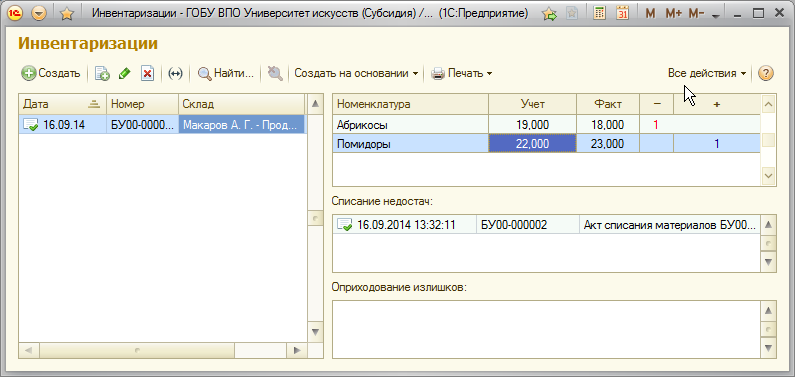 Инвентаризации - ГОБУ ВПО Университет искусств (Субсидия) /... (1С:Предприятие)
M M+ M-
Инвентаризации
Создать Найти... Создать на основании Печать Все действия
Дата Номер Склад
16.09.14 БУ00-0000... Макаров А. Г. - Прод...
Номенклатура Учет Факт − +
Абрикосы 19,000 18,000 1
Помидоры 22,000 23,000 1
Списание недостач:
16.09.2014 13:32:11 БУ00-000002 Акт списания материалов БУ00...
Оприходование излишков: